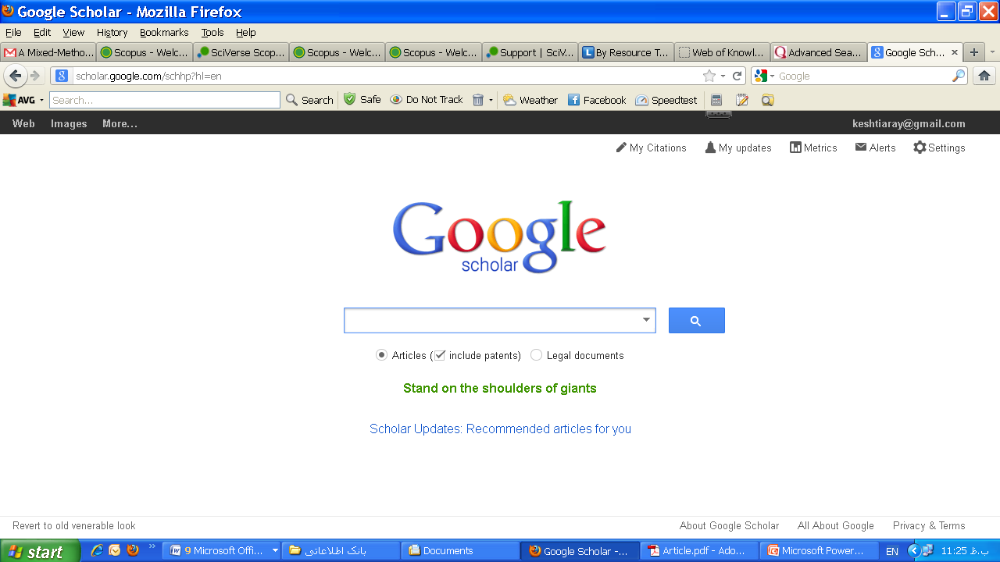 Google Scholar - Mozilla Firefox
File Edit View History Bookmarks Tools Help
A Mixed-Metho... Scopus - Welc... SciVerse Scop... Scopus - Welc... Scopus - Welc... Support | SciV... By Resource T... Web of Knowl... Advanced Sea... Google Sch...
scholar.google.com/schhp?hl=en Google
AVG Search... Search Safe Do Not Track Weather Facebook Speedtest
Web Images More... keshtiaray@gmail.com
My Citations My updates Metrics Alerts Settings
Google
scholar
Articles (include patents) Legal documents
Stand on the shoulders of giants
Scholar Updates: Recommended articles for you
Revert to old venerable look About Google Scholar All About Google Privacy & Terms
start 9 Microsoft Offi... بانک اطلاعاتی Documents Google Scholar -... Article.pdf - Ado... Microsoft Power... EN 11:25 ب.ظ